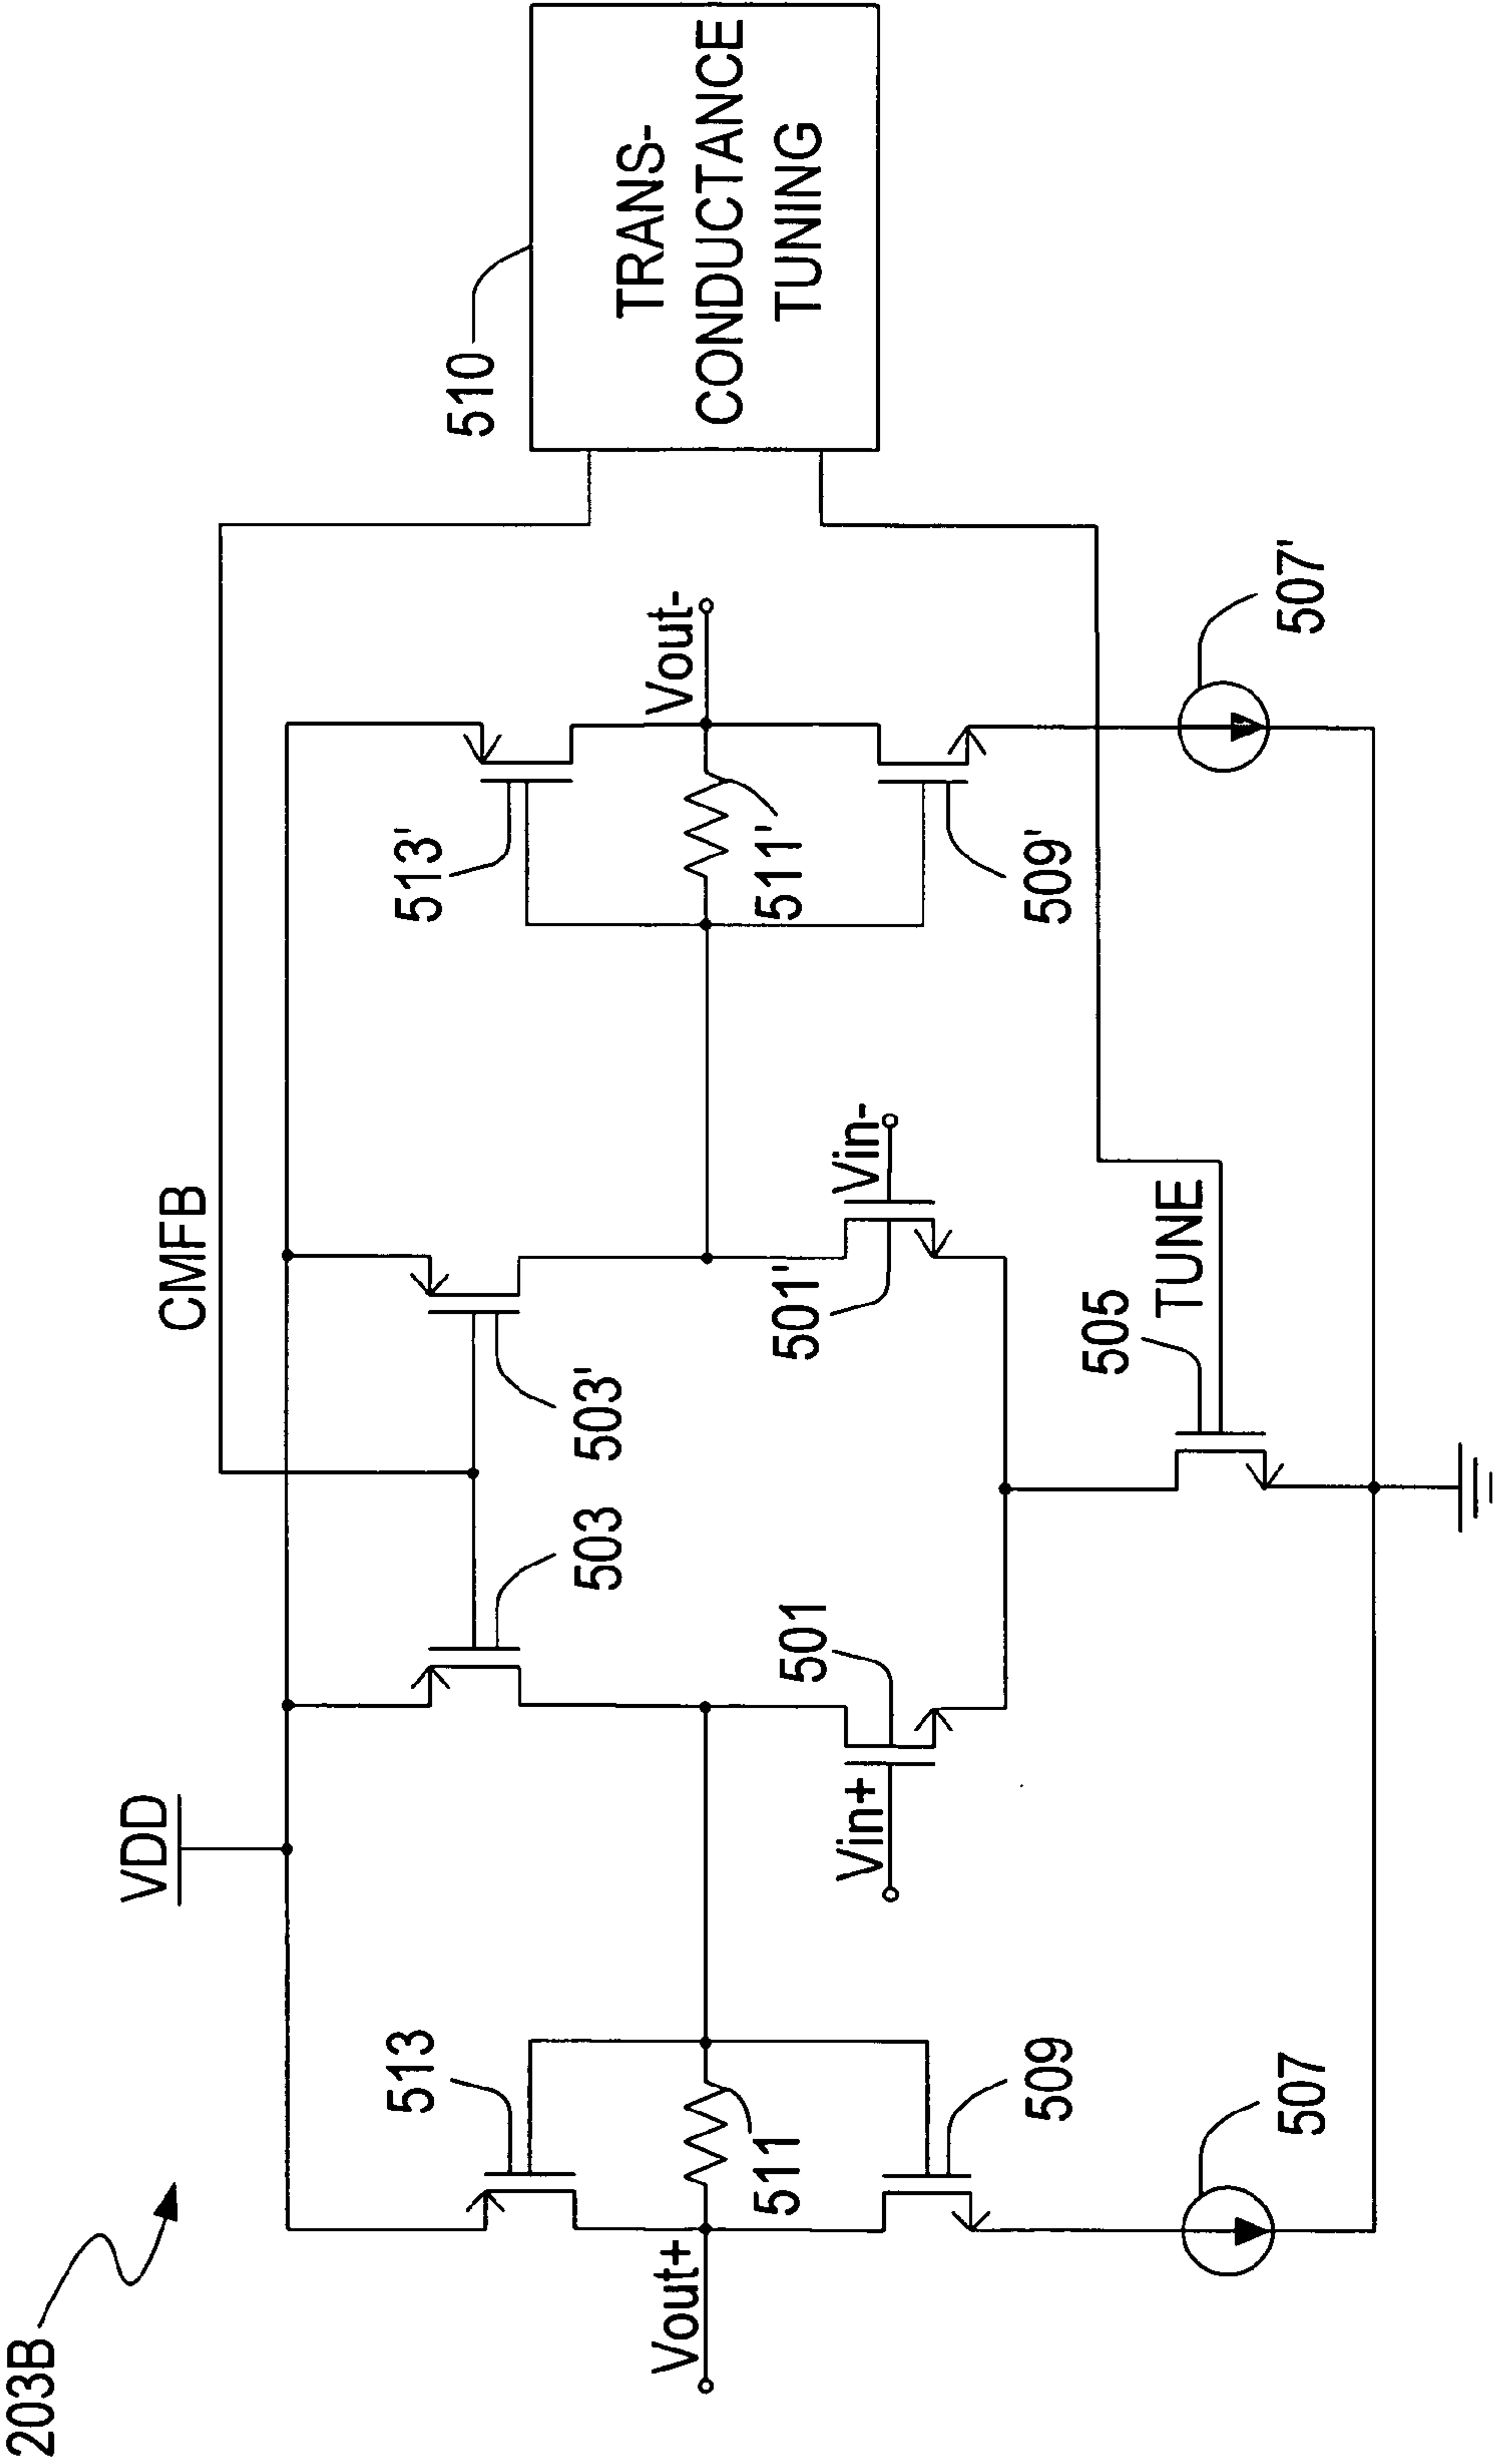 203B
VDD
CMFB
513
503
503'
513'
510
TRANS-
CONDUCTANCE
TUNING
Vout+
511
Vin+
501
501'
Vin-
511'
Vout-
509
505
TUNE
509'
507
507'